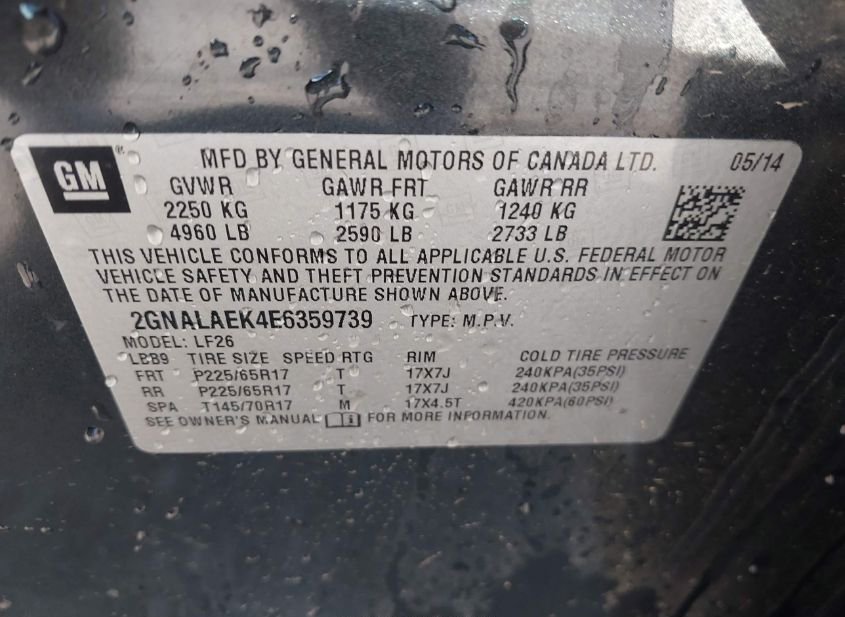 GM® MFD BY GENERAL MOTORS OF CANADA LTD. 05/14
GVWR GAWR FRT GAWR RR
2250 KG 1175 KG 1240 KG
4960 LB 2590 LB 2733 LB
THIS VEHICLE CONFORMS TO ALL APPLICABLE U.S. FEDERAL MOTOR
VEHICLE SAFETY AND THEFT PREVENTION STANDARDS IN EFFECT ON
THE DATE OF MANUFACTURE SHOWN ABOVE.
2GNALAEK4E6359739 TYPE: M.P.V.
MODEL: LF26
TIRE SIZE SPEED RTG RIM COLD TIRE PRESSURE
FRT P225/65R17 T 17X7J 240KPA(35PSI)
RR P225/65R17 T 17X7J 240KPA(35PSI)
SPA T145/70R17 M 17X4.5T 420KPA(60PSI)
SEE OWNER'S MANUAL FOR MORE INFORMATION.